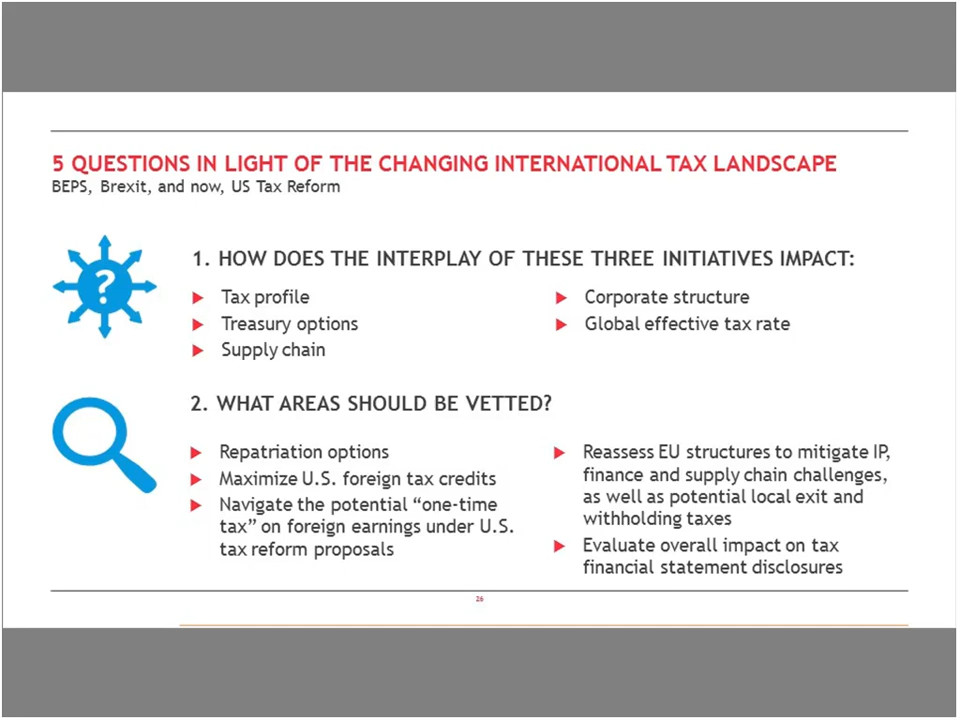 5 QUESTIONS IN LIGHT OF THE CHANGING INTERNATIONAL TAX LANDSCAPE
BEPS, Brexit, and now, US Tax Reform
?
1. HOW DOES THE INTERPLAY OF THESE THREE INITIATIVES IMPACT:
Tax profile
Treasury options
Supply chain
Corporate structure
Global effective tax rate
2. WHAT AREAS SHOULD BE VETTED?
Repatriation options
Maximize U.S. foreign tax credits
Navigate the potential “one-time
tax” on foreign earnings under U.S.
tax reform proposals
Reassess EU structures to mitigate IP,
finance and supply chain challenges,
as well as potential local exit and
withholding taxes
Evaluate overall impact on tax
financial statement disclosures
26